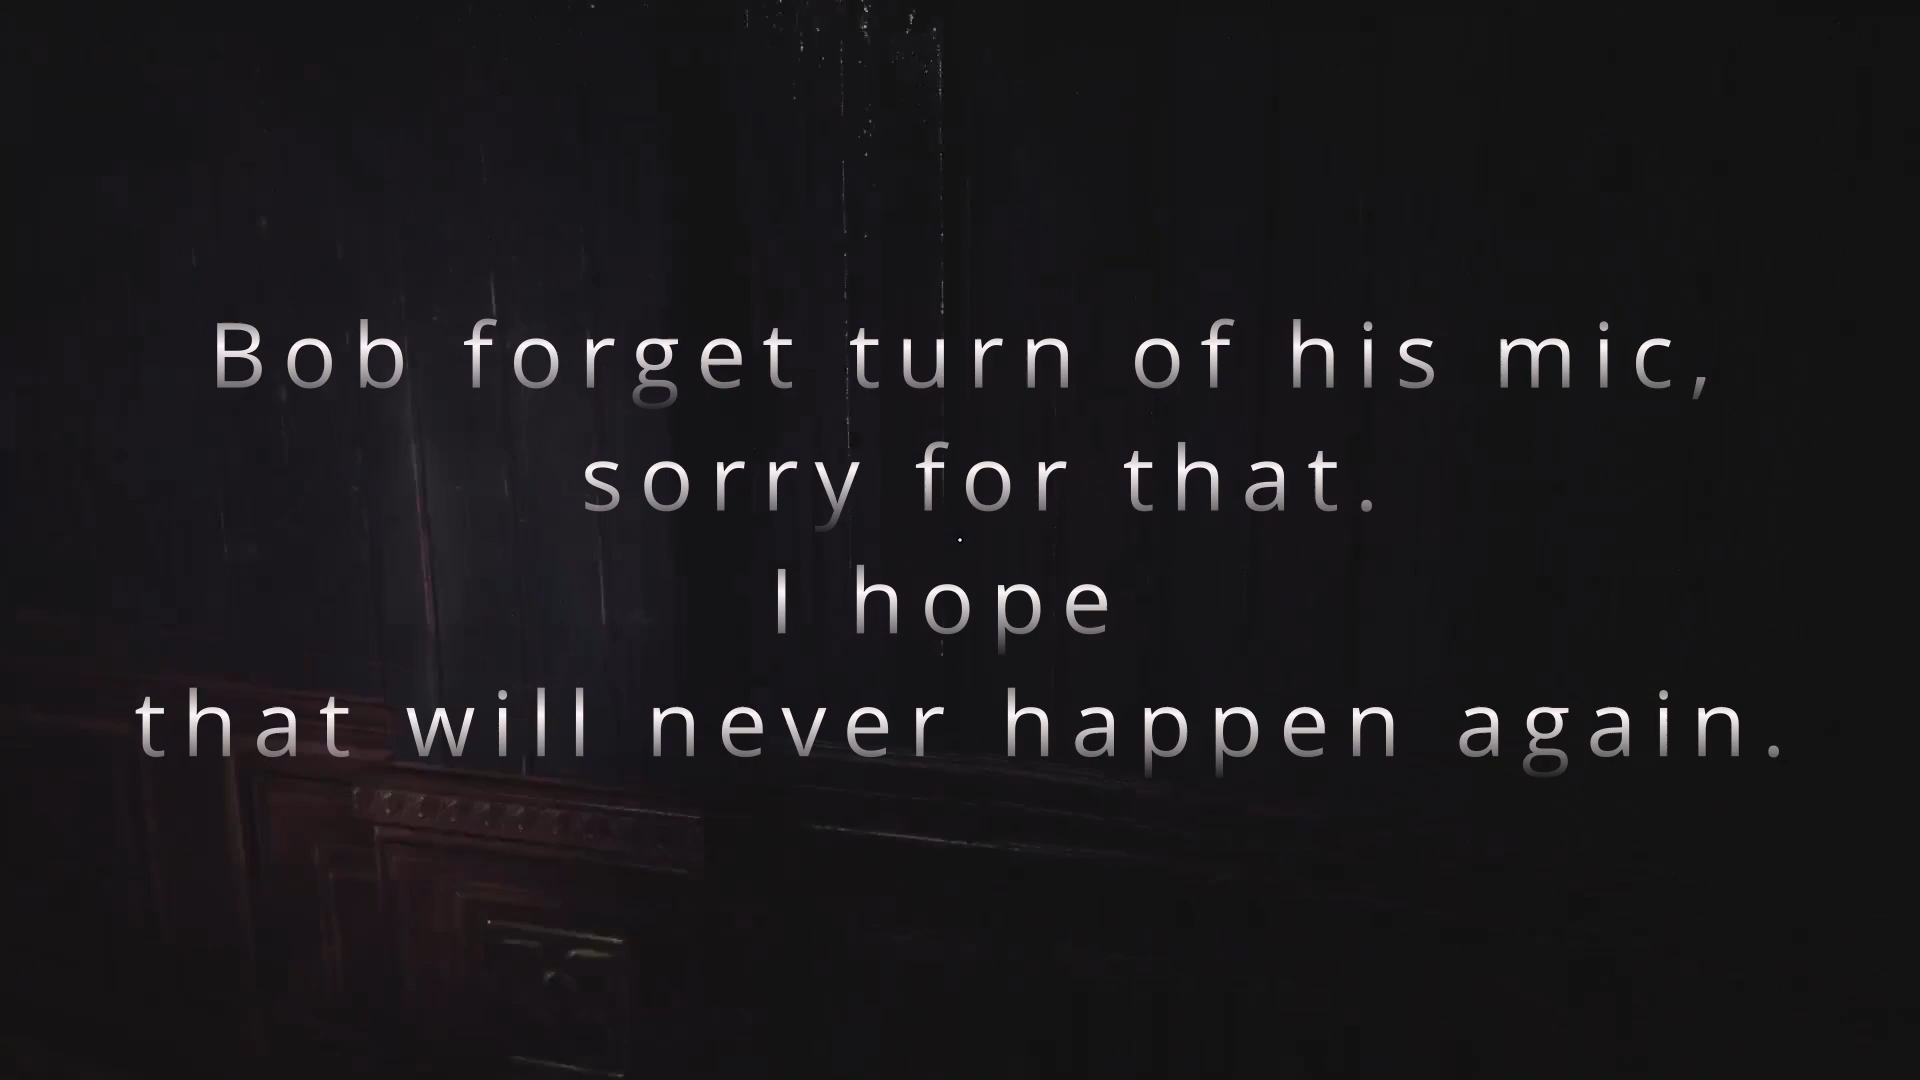 Bob forget turn of his mic,
sorry for that.
I hope
that will never happen again.